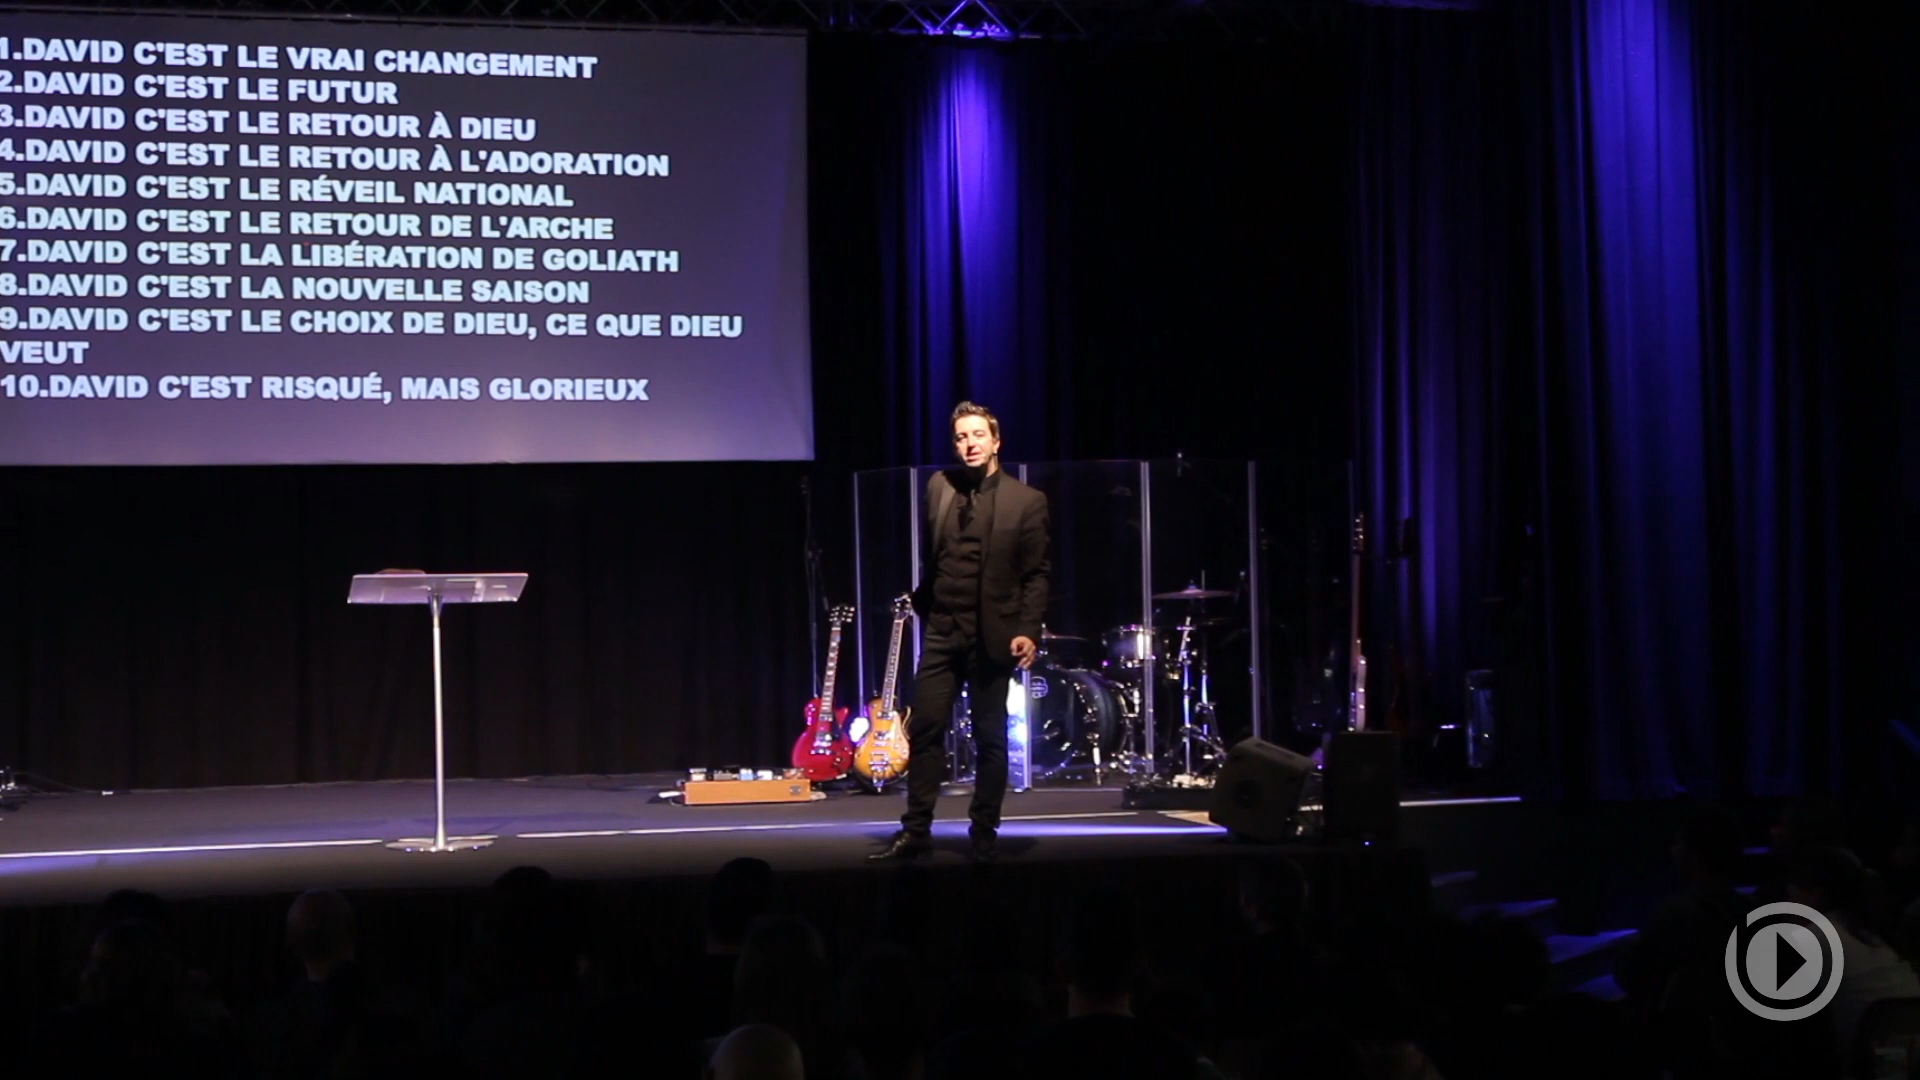 1.DAVID C'EST LE VRAI CHANGEMENT
2.DAVID C'EST LE FUTUR
3.DAVID C'EST LE RETOUR À DIEU
4.DAVID C'EST LE RETOUR À L'ADORATION
5.DAVID C'EST LE RÉVEIL NATIONAL
6.DAVID C'EST LE RETOUR DE L'ARCHE
7.DAVID C'EST LA LIBÉRATION DE GOLIATH
8.DAVID C'EST LA NOUVELLE SAISON
9.DAVID C'EST LE CHOIX DE DIEU, CE QUE DIEU
VEUT
10.DAVID C'EST RISQUÉ, MAIS GLORIEUX